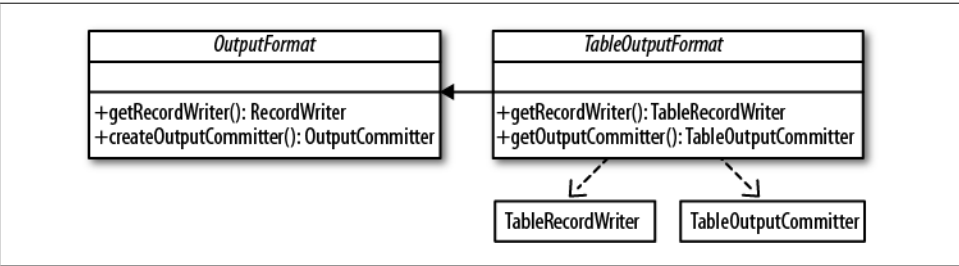 OutputFormat
+getRecordWriter(): RecordWriter
+createOutputCommitter(): OutputCommitter
TableOutputFormat
+getRecordWriter(): TableRecordWriter
+getOutputCommitter(): TableOutputCommitter
TableRecordWriter
TableOutputCommitter